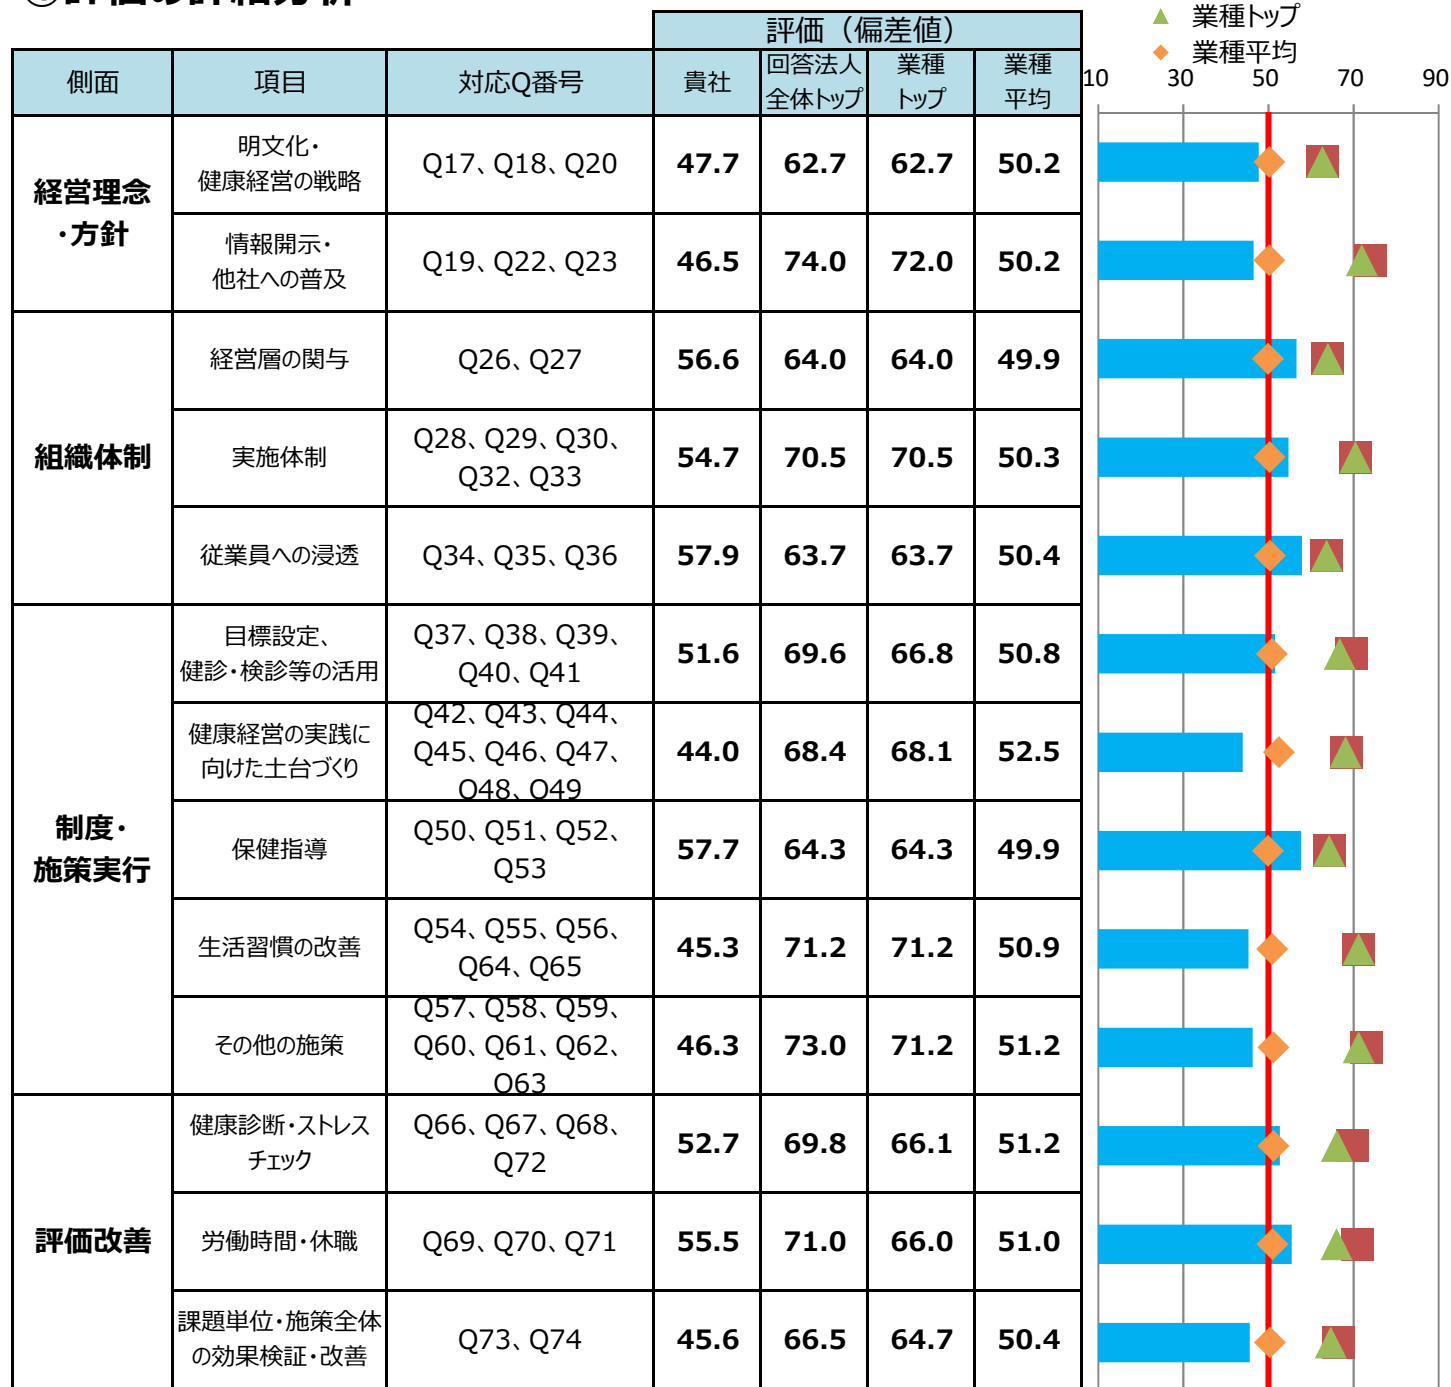 評価（偏差値）
側面 項目 対応Q番号 貴社 回答法人 業種 業種
全体トップ トップ 平均
▲ 業種トップ
◆ 業種平均
10 30 50 70 90
経営理念
・方針
明文化・
健康経営の戦略
Q17、Q18、Q20 47.7 62.7 62.7 50.2
情報開示・
他社への普及
Q19、Q22、Q23 46.5 74.0 72.0 50.2
組織体制
経営層の関与 Q26、Q27 56.6 64.0 64.0 49.9
実施体制
Q28、Q29、Q30、
Q32、Q33
54.7 70.5 70.5 50.3
従業員への浸透 Q34、Q35、Q36 57.9 63.7 63.7 50.4
制度・
施策実行
目標設定、
健診・検診等の活用
Q37、Q38、Q39、
Q40、Q41
51.6 69.6 66.8 50.8
健康経営の実践に
向けた土台づくり
Q42、Q43、Q44、
Q45、Q46、Q47、
Q48、Q49
44.0 68.4 68.1 52.5
保健指導
Q50、Q51、Q52、
Q53
57.7 64.3 64.3 49.9
生活習慣の改善
Q54、Q55、Q56、
Q64、Q65
45.3 71.2 71.2 50.9
その他の施策
Q57、Q58、Q59、
Q60、Q61、Q62、
Q63
46.3 73.0 71.2 51.2
評価改善
健康診断・ストレス
チェック
Q66、Q67、Q68、
Q72
52.7 69.8 66.1 51.2
労働時間・休職 Q69、Q70、Q71 55.5 71.0 66.0 51.0
課題単位・施策全体
の効果検証・改善
Q73、Q74 45.6 66.5 64.7 50.4